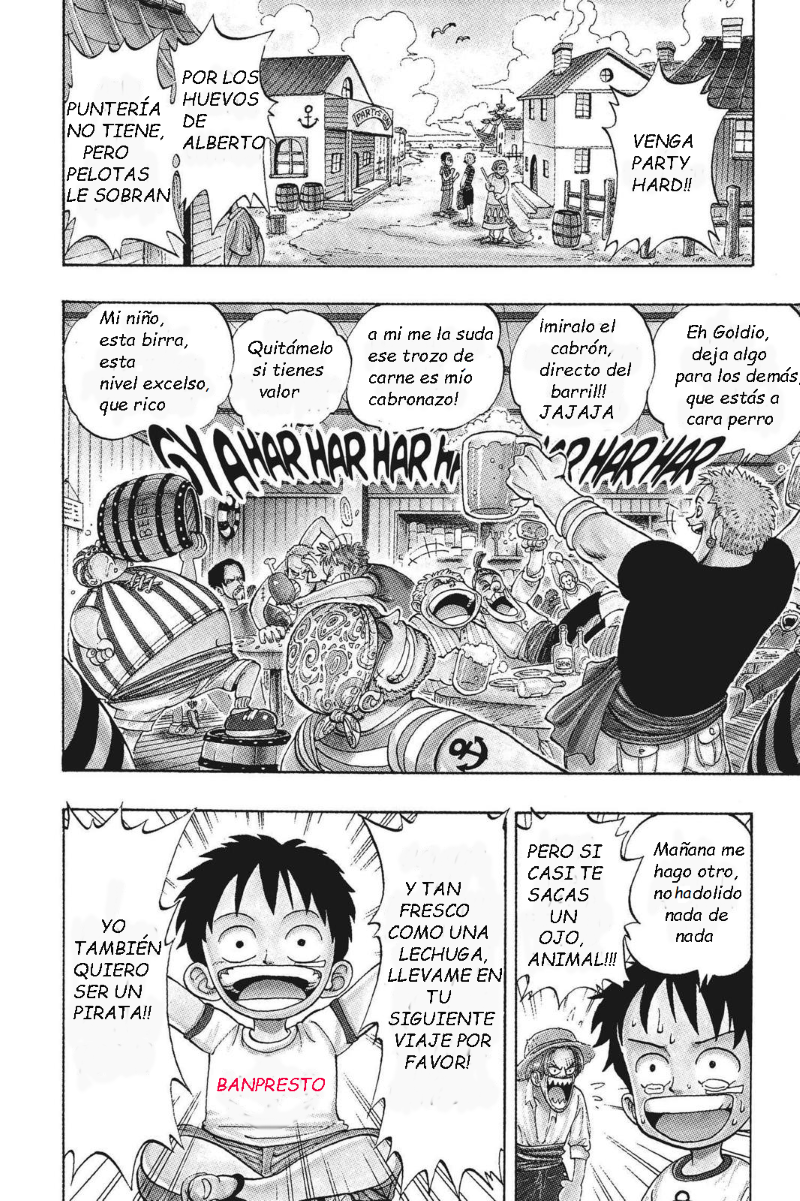 VENGA
PARTY
HARD!!
POR LOS
HUEVOS
DE
ALBERTO
PUNTERÍA
NO TIENE,
PERO
PELOTAS
LE SOBRAN
PARTYS
Eh Goldio,
deja algo
para los demás,
que estás a
cara perro
¡miralo el
cabrón,
directo del
barril!!!
JAJAJA
a mi me la suda
ese trozo de
carne es mío
cabronazo!
Quitámelo
si tienes
valor
Mi niño,
esta birra,
esta
nivel excelso,
que rico
GYAHAR HAR HAR HAR HAR HAR
BEER
Mañana me
hago otro,
nohadolido
nada de
nada
PERO SI
CASI TE
SACAS
UN
OJO,
ANIMAL!!!
Y TAN
FRESCO
COMO UNA
LECHUGA,
LLEVAME EN
TU
SIGUIENTE
VIAJE POR
FAVOR!
YO
TAMBIÉN
QUIERO
SER UN
PIRATA!!
BANPRESTO